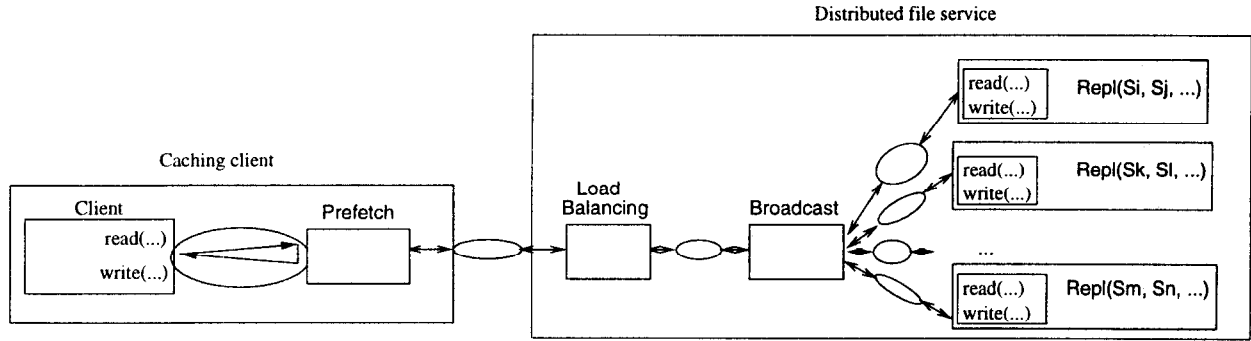 Distributed file service
read(...)
write(...)
Repl(Si, Sj, ...)
Caching client
Load
Balancing
Broadcast
read(...)
write(...)
Repl(Sk, Sl, ...)
Client
read(...)
write(...)
Prefetch
...
read(...)
write(...)
Repl(Sm, Sn, ...)